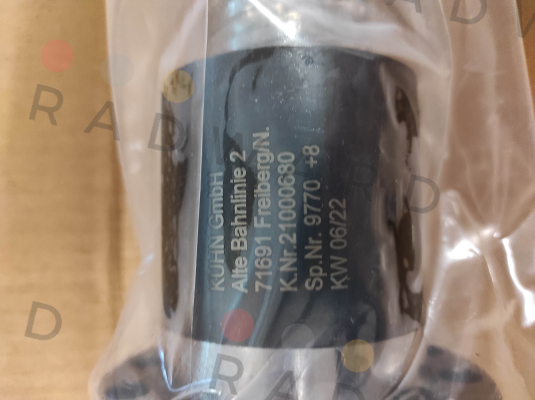 KUHN GmbH
Alte Bahnlinie 2
71691 Freiberg/N.
K.Nr.21000680
Sp.Nr. 9770 +8
KW 06/22